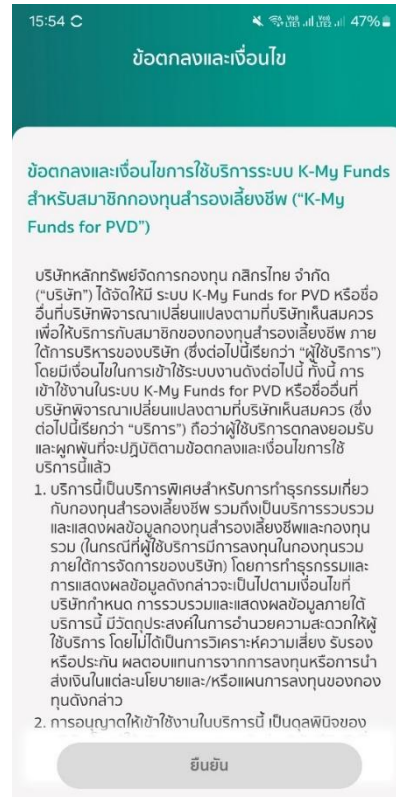 15:54
47%
ข้อตกลงและเงื่อนไข
ข้อตกลงและเงื่อนไขการใช้บริการระบบ K-My Funds
สำหรับสมาชิกกองทุนสำรองเลี้ยงชีพ (“K-My
Funds for PVD”)
บริษัทหลักทรัพย์จัดการกองทุน กสิกรไทย จำกัด
(“บริษัท”) ได้จัดให้มี ระบบ K-My Funds for PVD หรือชื่อ
อื่นที่บริษัทพิจารณาเปลี่ยนแปลงตามที่บริษัทเห็นสมควร
เพื่อให้บริการกับสมาชิกของกองทุนสำรองเลี้ยงชีพ ภาย
ใต้การบริหารของบริษัท (ซึ่งต่อไปนี้เรียกว่า “ผู้ใช้บริการ”)
โดยมีเงื่อนไขในการเข้าใช้ระบบงานดังต่อไปนี้ ทั้งนี้ การ
เข้าใช้งานในระบบ K-My Funds for PVD หรือชื่ออื่นที่
บริษัทพิจารณาเปลี่ยนแปลงตามที่บริษัทเห็นสมควร (ซึ่ง
ต่อไปนี้เรียกว่า “บริการ”) ถือว่าผู้ใช้บริการตกลงยอมรับ
และผูกพันที่จะปฏิบัติตามข้อตกลงและเงื่อนไขการใช้
บริการนี้แล้ว
1. บริการนี้เป็นบริการพิเศษสำหรับการทำธุรกรรมเกี่ยว
กับกองทุนสำรองเลี้ยงชีพ รวมถึงเป็นบริการรวบรวม
และแสดงผลข้อมูลกองทุนสำรองเลี้ยงชีพและกองทุน
รวม (ในกรณีที่ผู้ใช้บริการมีการลงทุนในกองทุนรวม
ภายใต้การจัดการของบริษัท) โดยการทำธุรกรรมและ
การแสดงผลข้อมูลดังกล่าวจะเป็นไปตามเงื่อนไขที่
บริษัทกำหนด การรวบรวมและแสดงผลข้อมูลภายใต้
บริการนี้ มีวัตถุประสงค์ในการอำนวยความสะดวกให้ผู้
ใช้บริการ โดยไม่ได้เป็นการวิเคราะห์ความเสี่ยง รับรอง
หรือประกัน ผลตอบแทนการจากการลงทุนหรือการนำ
ส่งเงินในแต่ละนโยบายและ/หรือแผนการลงทุนของกอง
ทุนดังกล่าว
2. การอนุญาตให้เข้าใช้งานในบริการนี้ เป็นดุลพินิจของ
ยืนยัน